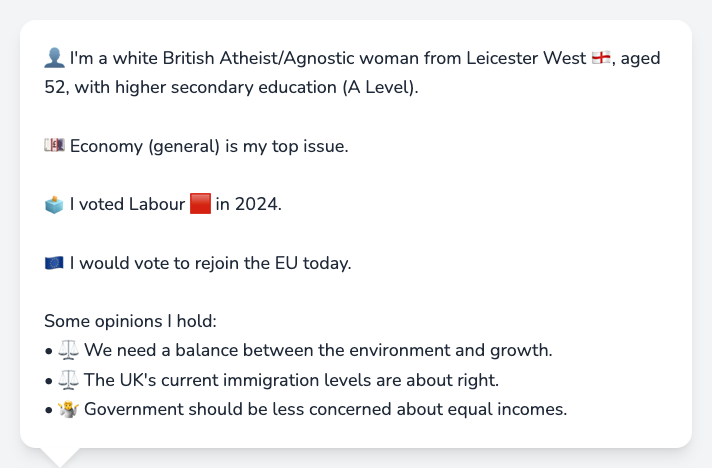 👤 I'm a white British Atheist/Agnostic woman from Leicester West 🏴󠁧󠁢󠁥󠁮󠁧󠁿, aged
52, with higher secondary education (A Level).
💷 Economy (general) is my top issue.
🗳️ I voted Labour 🟥 in 2024.
🇪🇺 I would vote to rejoin the EU today.
Some opinions I hold:
• ⚖️ We need a balance between the environment and growth.
• ⚖️ The UK's current immigration levels are about right.
• 🤷 Government should be less concerned about equal incomes.